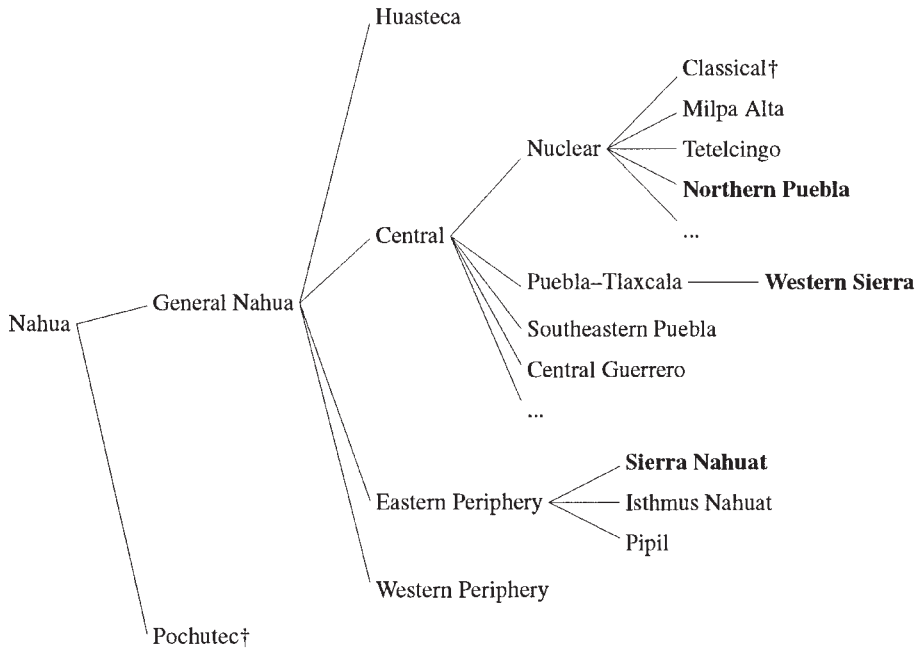 Huasteca
Classical†
Milpa Alta
Nuclear
Tetelcingo
Northern Puebla
...
Central
Puebla–Tlaxcala
Western Sierra
General Nahua
Nahua
Southeastern Puebla
Central Guerrero
...
Sierra Nahuat
Eastern Periphery
Isthmus Nahuat
Pipil
Western Periphery
Pochutec†